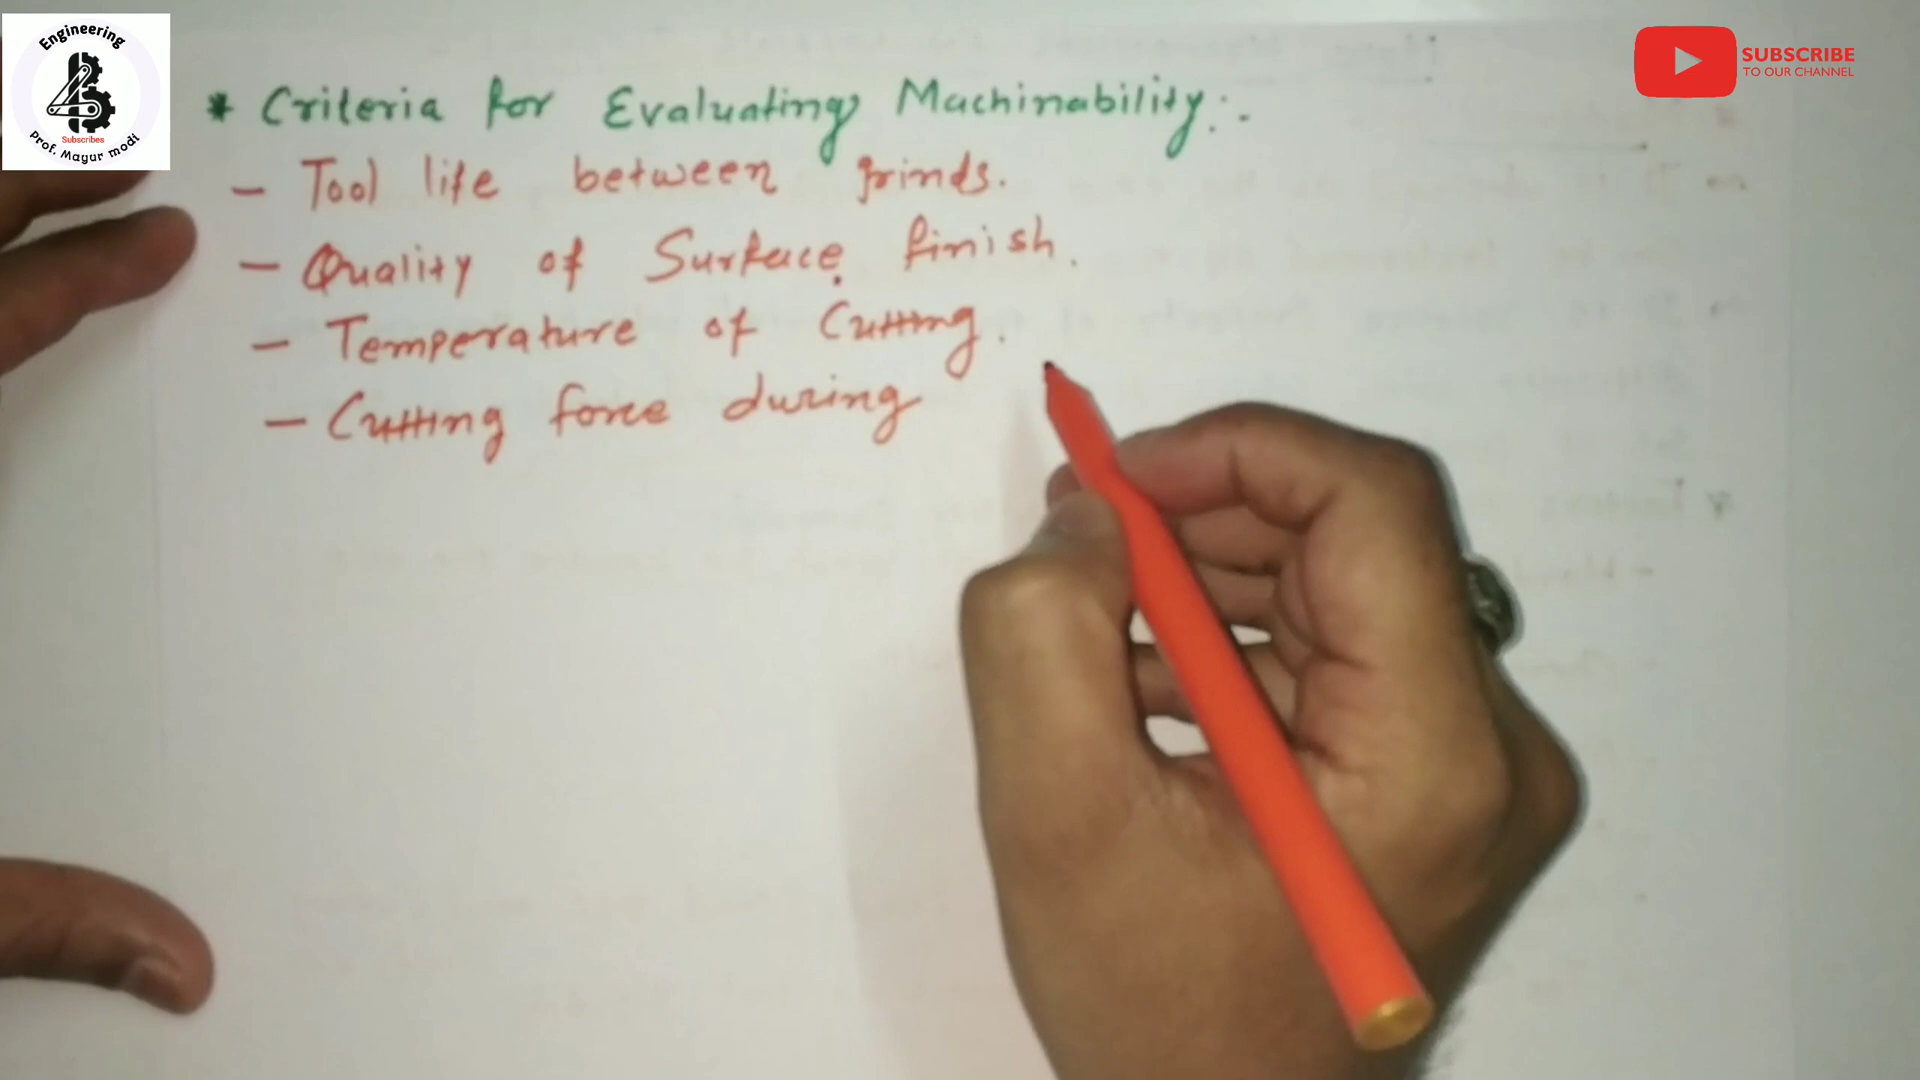 Engineering
Subscribes
Prof. Mayur modi
SUBSCRIBE
TO OUR CHANNEL
* Criteria for Evaluating Machinability:-
- Tool life between grinds.
- Quality of Surface finish.
- Temperature of Cutting.
- Cutting force during